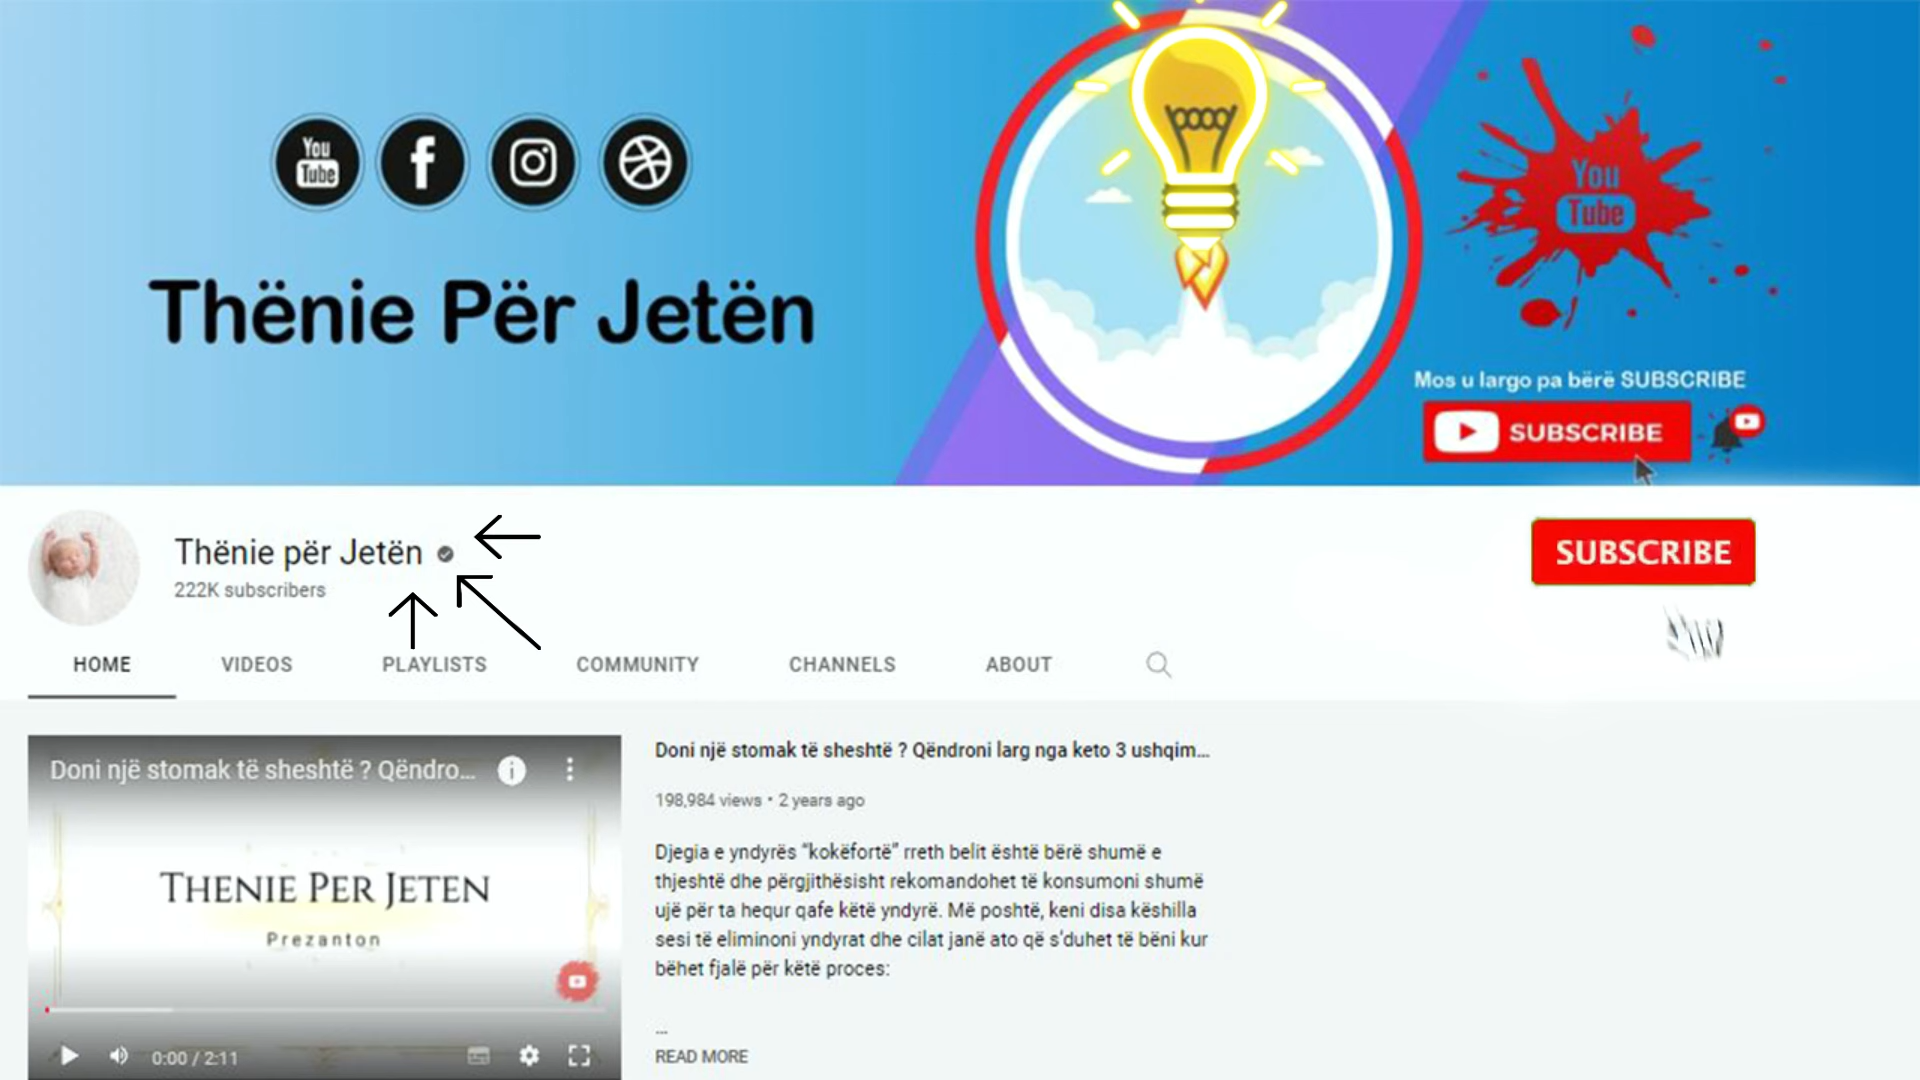 You
Tube
Thënie Për Jetën
You
Tube
Mos u largo pa bërë SUBSCRIBE
SUBSCRIBE
Thënie për Jetën
222K subscribers
SUBSCRIBE
HOME
VIDEOS
PLAYLISTS
COMMUNITY
CHANNELS
ABOUT
Doni një stomak të sheshtë ? Qëndro...
THENIE PER JETEN
Prezanton
0:00 / 2:11
Doni një stomak të sheshtë ? Qëndroni larg nga keto 3 ushqim...
198,984 views • 2 years ago
Djegia e yndyrës “kokëfortë” rreth belit është bërë shumë e
thjeshtë dhe përgjithësisht rekomandohet të konsumoni shumë
ujë për ta hequr qafe këtë yndyrë. Më poshtë, keni disa këshilla
sesi të eliminoni yndyrat dhe cilat janë ato që s'duhet të bëni kur
bëhet fjalë për këtë proces:
...
READ MORE